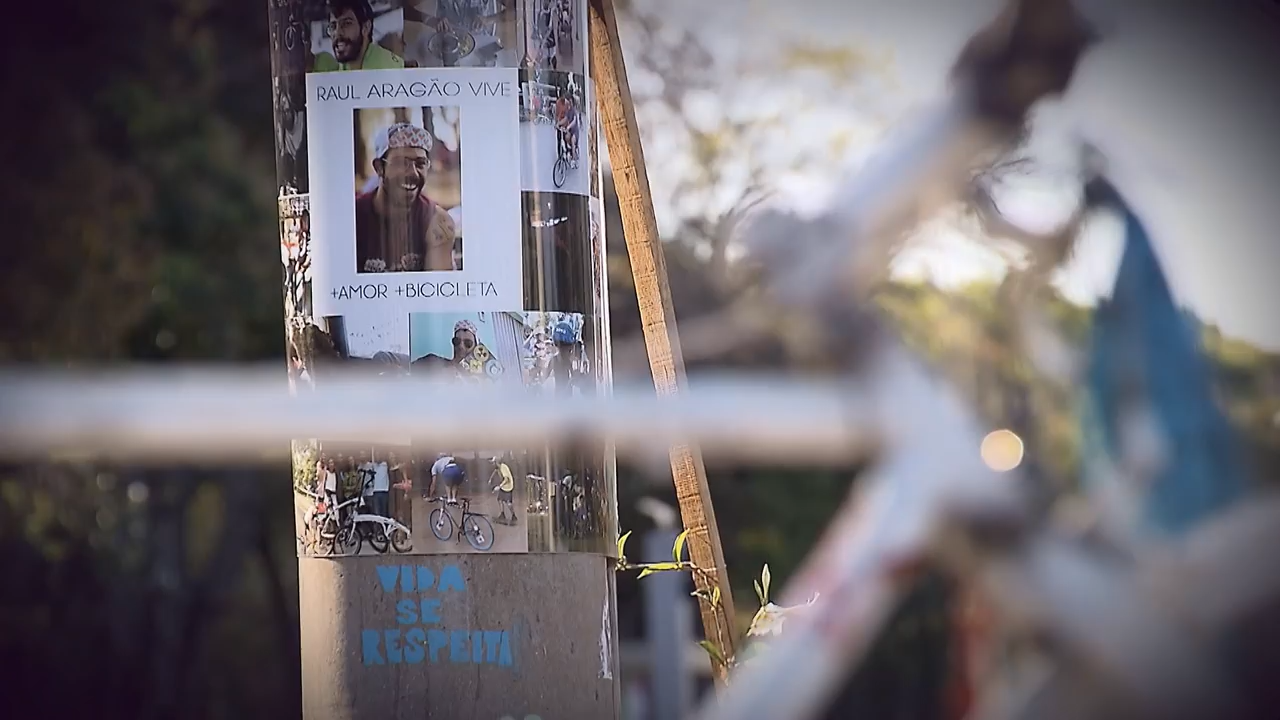 RAUL ARAGÃO VIVE
+AMOR +BICICLETA
VIDA
SE
RESPEITA